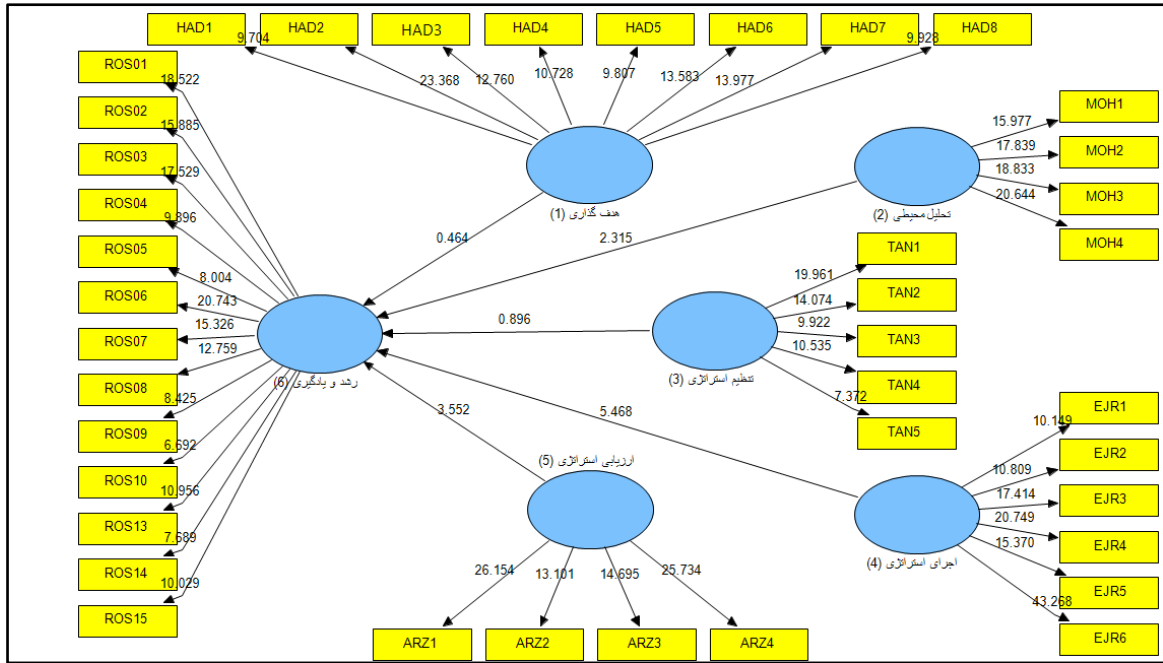 HAD1
HAD2
HAD3
HAD4
HAD5
HAD6
HAD7
HAD8
9.704
23.368
12.760
10.728
9.807
13.583
13.977
9.928
هدف گذاری (1)
ROS01
ROS02
ROS03
ROS04
ROS05
ROS06
ROS07
ROS08
ROS09
ROS10
ROS13
ROS14
ROS15
18.522
15.885
17.529
9.896
8.004
20.743
15.326
12.759
8.425
6.692
10.956
7.689
10.029
رشد و یادگیری (6)
0.464
2.315
0.896
5.468
3.552
MOH1
MOH2
MOH3
MOH4
15.977
17.839
18.833
20.644
تحلیل محیطی (2)
TAN1
TAN2
TAN3
TAN4
TAN5
19.961
14.074
9.922
10.535
7.372
تنظیم استراتژی (3)
EJR1
EJR2
EJR3
EJR4
EJR5
EJR6
10.149
10.809
17.414
20.749
15.370
43.268
اجرای استراتژی (4)
ارزیابی استراتژی (5)
26.154
13.101
14.695
25.734
ARZ1
ARZ2
ARZ3
ARZ4